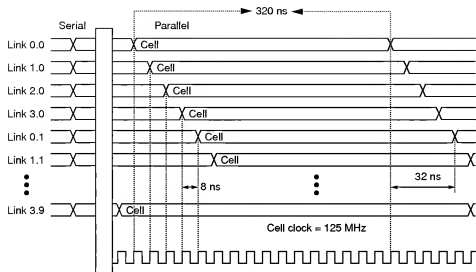 320 ns
Serial Parallel
Link 0.0 Cell
Link 1.0 Cell
Link 2.0 Cell
Link 3.0 Cell
Link 0.1 Cell
Link 1.1 Cell
8 ns 32 ns
Link 3.9 Cell
Cell clock = 125 MHz